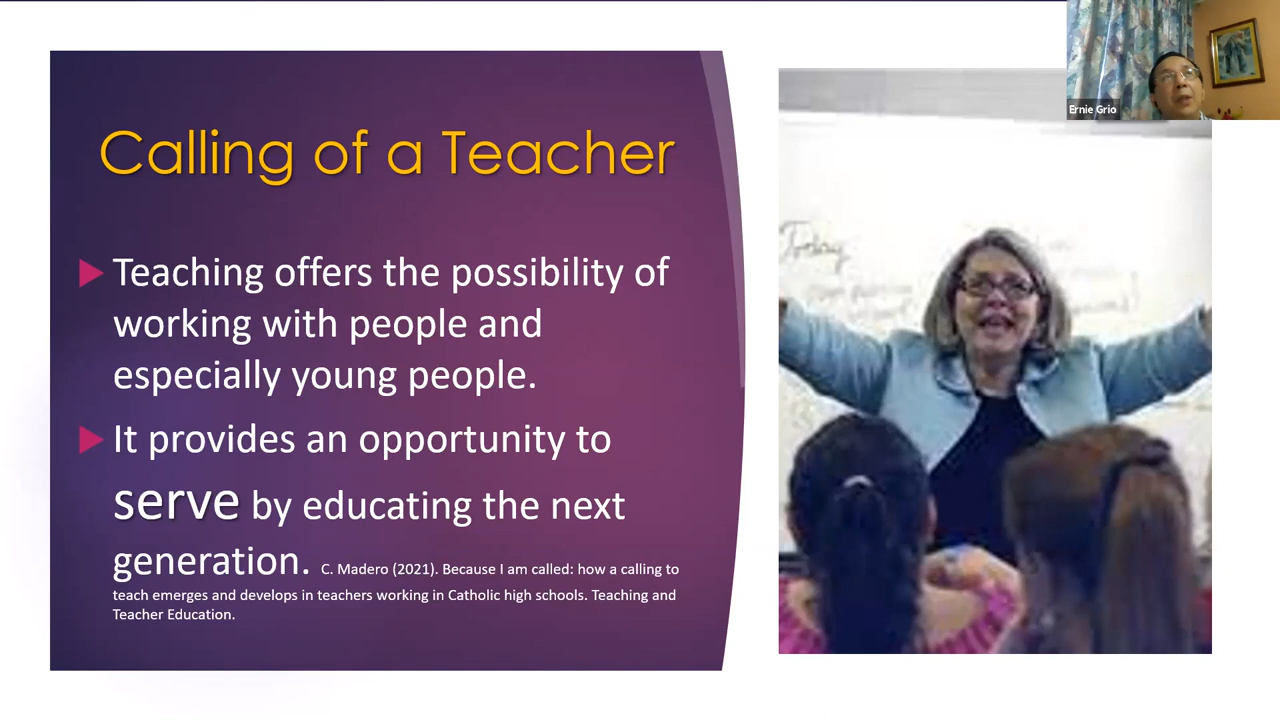 Calling of a Teacher
Teaching offers the possibility of
working with people and
especially young people.
It provides an opportunity to
serve by educating the next
generation. C. Madero (2021). Because I am called: how a calling to
teach emerges and develops in teachers working in Catholic high schools. Teaching and
Teacher Education.
Ernie Grio
Today